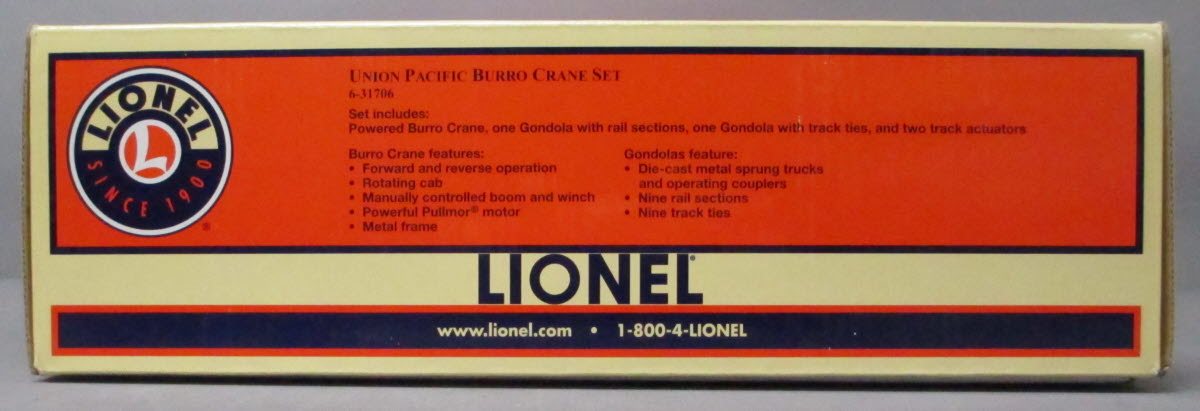 LIONEL
L
SINCE 1900
®
UNION PACIFIC BURRO CRANE SET
6-31706
Set includes:
Powered Burro Crane, one Gondola with rail sections, one Gondola with track ties, and two track actuators
Burro Crane features:
• Forward and reverse operation
• Rotating cab
• Manually controlled boom and winch
• Powerful Pullmor® motor
• Metal frame
Gondolas feature:
• Die-cast metal sprung trucks
and operating couplers
• Nine rail sections
• Nine track ties
LIONEL®
www.lionel.com • 1-800-4-LIONEL